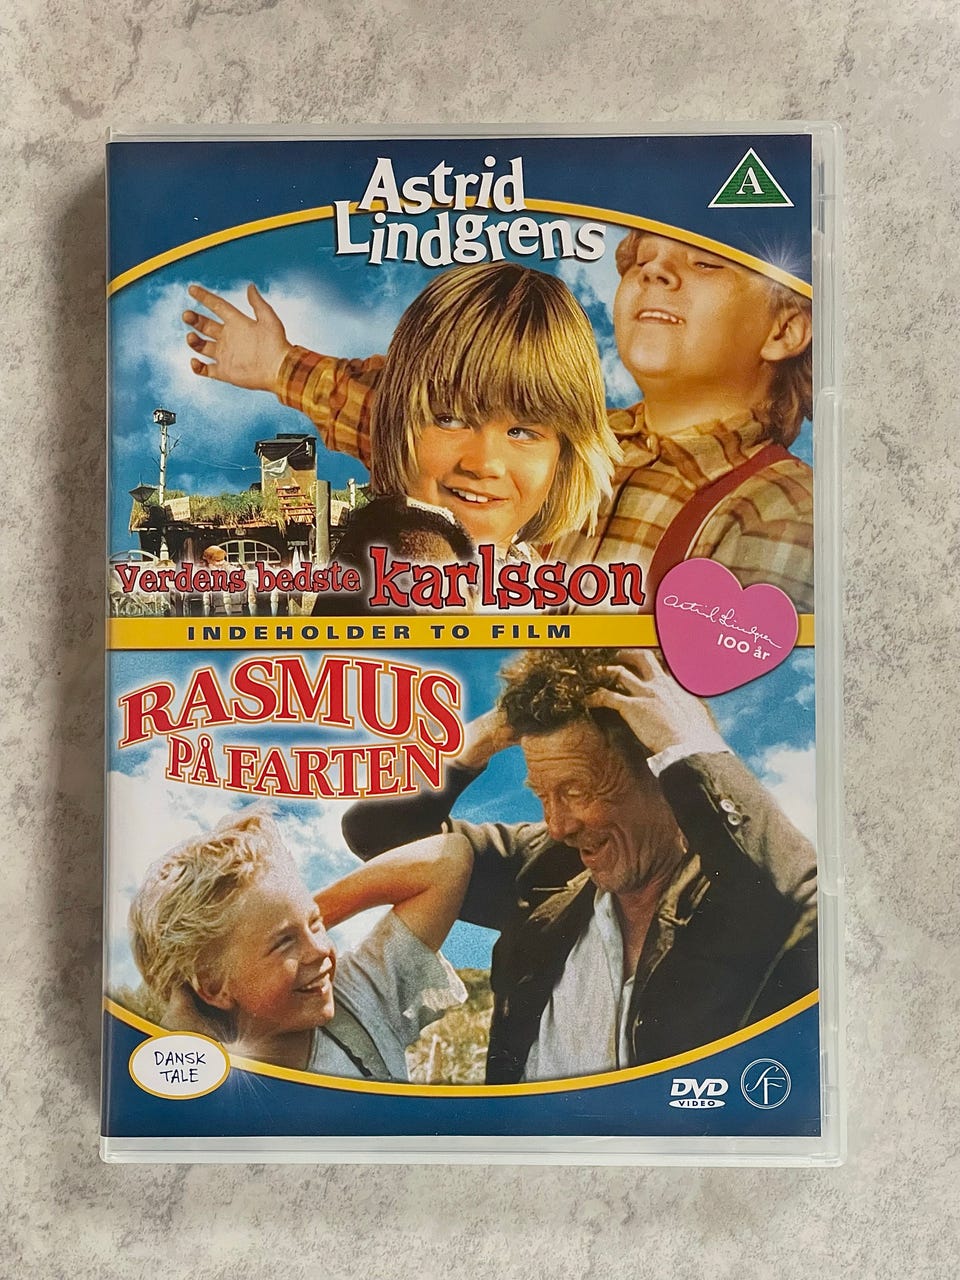 Astrid
Lindgrens
A
Verdens bedste karlsson
INDEHOLDER TO FILM
Astrid Lindgren
100 år
RASMUS
PÅ FARTEN
DANSK
TALE
DVD
VIDEO
SF